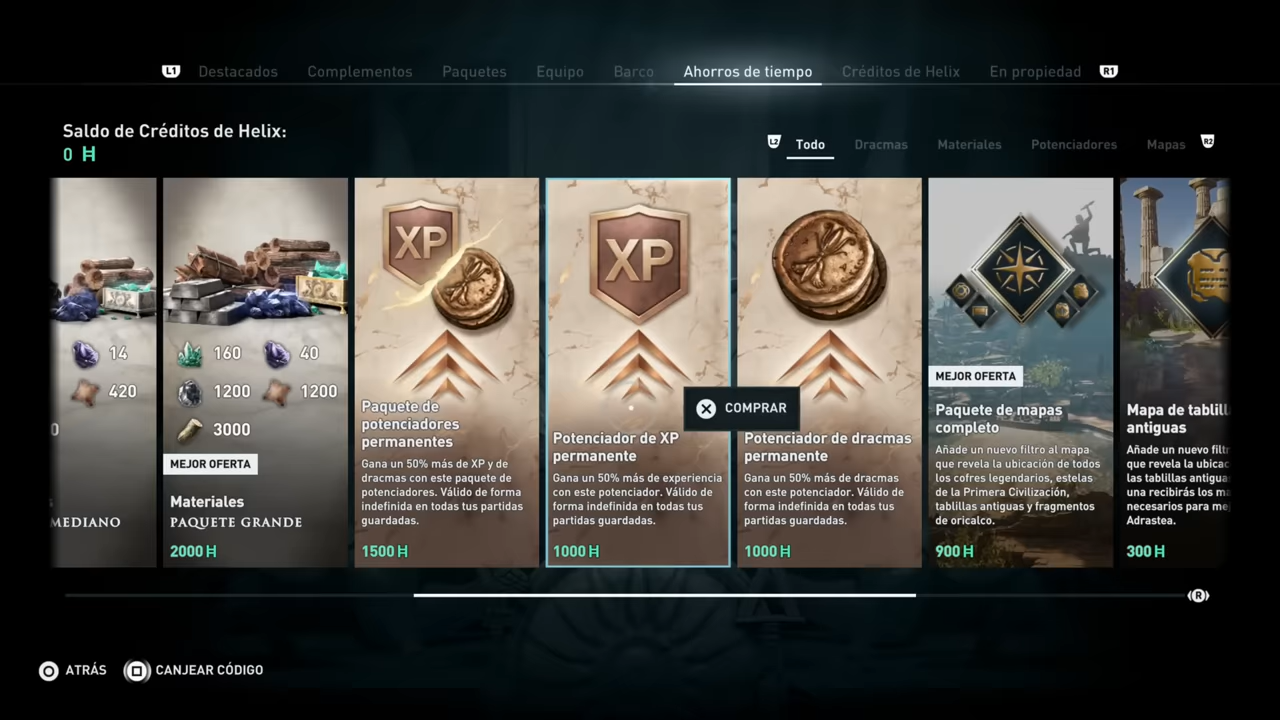 L1 Destacados Complementos Paquetes Equipo Barco Ahorros de tiempo Créditos de Helix En propiedad R1
Saldo de Créditos de Helix:
0
L2 Todo Dracmas Materiales Potenciadores Mapas R2
14
420
0
MEDIANO
160 40
1200 1200
3000
MEJOR OFERTA
Materiales
PAQUETE GRANDE
2000
XP
Paquete de
potenciadores
permanentes
Gana un 50% más de XP y de
dracmas con este paquete de
potenciadores. Válido de forma
indefinida en todas tus partidas
guardadas.
1500
XP
Potenciador de XP
permanente
Gana un 50% más de experiencia
con este potenciador. Válido de
forma indefinida en todas tus
partidas guardadas.
1000
COMPRAR
Potenciador de dracmas
permanente
Gana un 50% más de dracmas
con este potenciador. Válido de
forma indefinida en todas tus
partidas guardadas.
1000
MEJOR OFERTA
Paquete de mapas
completo
Añade un nuevo filtro al mapa
que revela la ubicación de todos
los cofres legendarios, estelas
de la Primera Civilización,
tablillas antiguas y fragmentos
de oricalco.
900
Mapa de tablill
antiguas
Añade un nuevo filtr
que revela la ubicac
las tablillas antiguas
una recibirás los ma
necesarios para me
Adrastea.
300
R
ATRÁS CANJEAR CÓDIGO